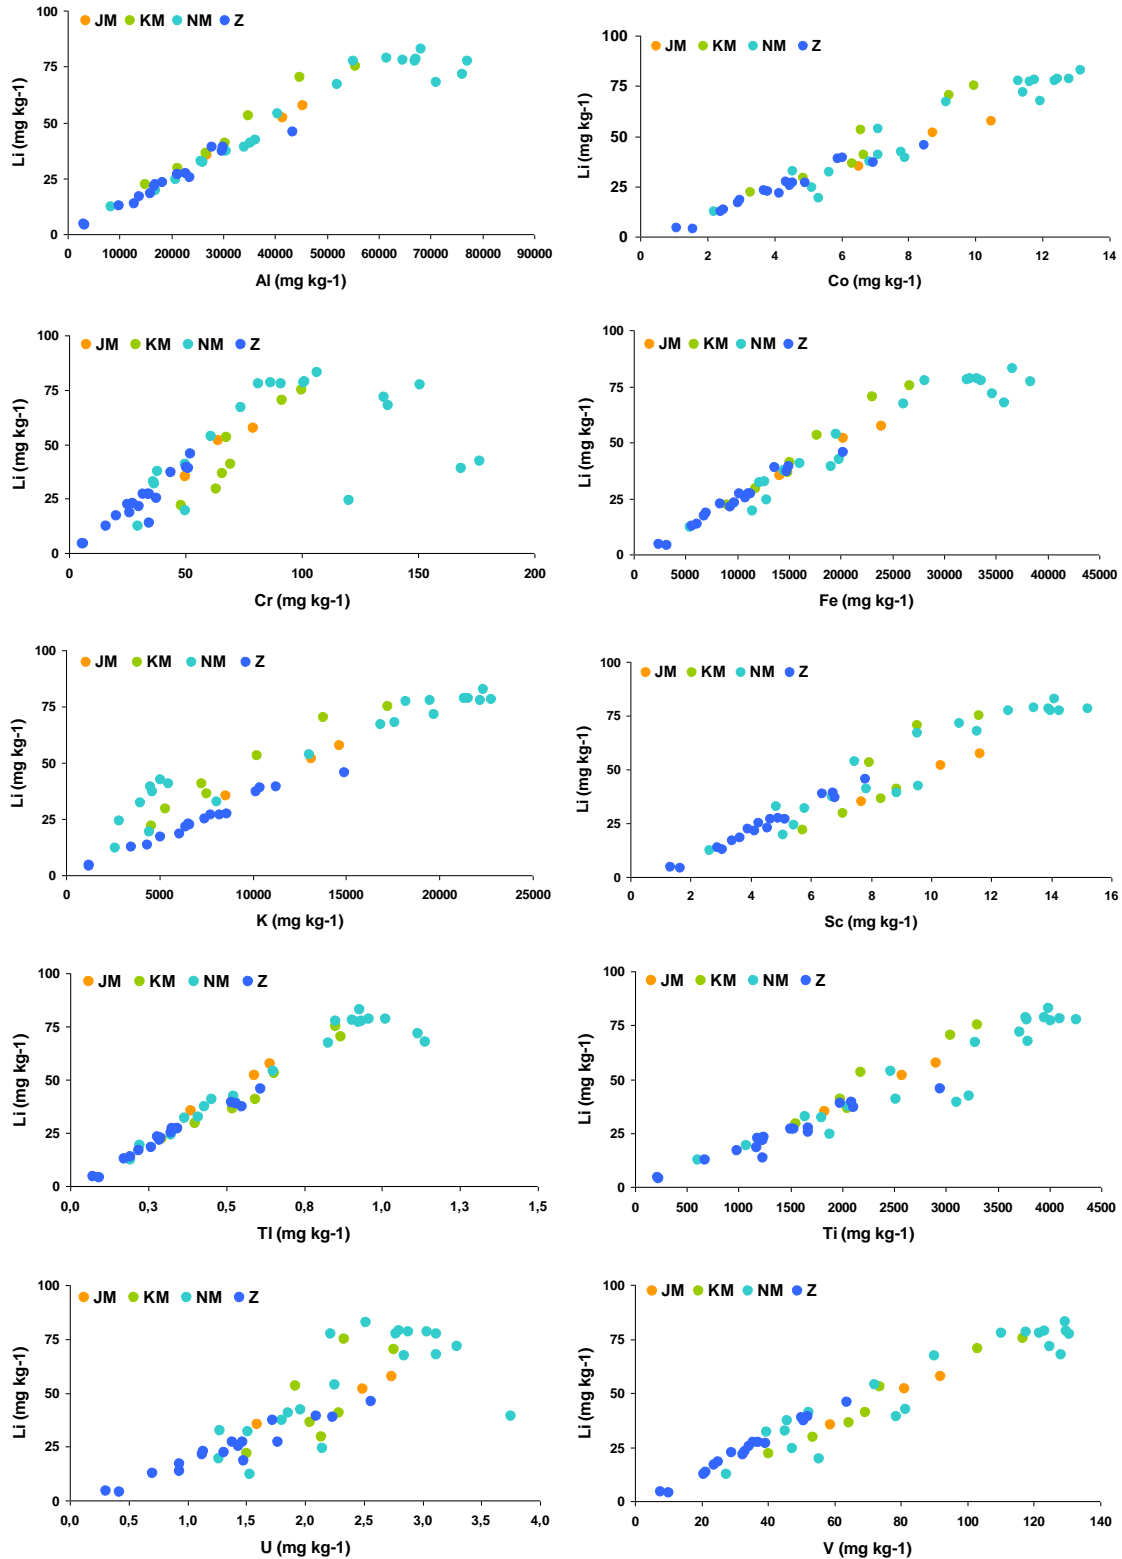 JM KM NM Z
100
75
50
25
0
Li (mg kg-1)
0 10000 20000 30000 40000 50000 60000 70000 80000 90000
Al (mg kg-1)
JM KM NM Z
100
75
50
25
0
Li (mg kg-1)
0 2 4 6 8 10 12 14
Co (mg kg-1)
JM KM NM Z
100
75
50
25
0
Li (mg kg-1)
0 50 100 150 200
Cr (mg kg-1)
JM KM NM Z
100
75
50
25
0
Li (mg kg-1)
0 5000 10000 15000 20000 25000 30000 35000 40000 45000
Fe (mg kg-1)
JM KM NM Z
100
75
50
25
0
Li (mg kg-1)
0 5000 10000 15000 20000 25000
K (mg kg-1)
JM KM NM Z
100
75
50
25
0
Li (mg kg-1)
0 2 4 6 8 10 12 14 16
Sc (mg kg-1)
JM KM NM Z
100
75
50
25
0
Li (mg kg-1)
0,0 0,3 0,5 0,8 1,0 1,3 1,5
Tl (mg kg-1)
JM KM NM Z
100
75
50
25
0
Li (mg kg-1)
0 500 1000 1500 2000 2500 3000 3500 4000 4500
Ti (mg kg-1)
JM KM NM Z
100
75
50
25
0
Li (mg kg-1)
0,0 0,5 1,0 1,5 2,0 2,5 3,0 3,5 4,0
U (mg kg-1)
JM KM NM Z
100
75
50
25
0
Li (mg kg-1)
0 20 40 60 80 100 120 140
V (mg kg-1)